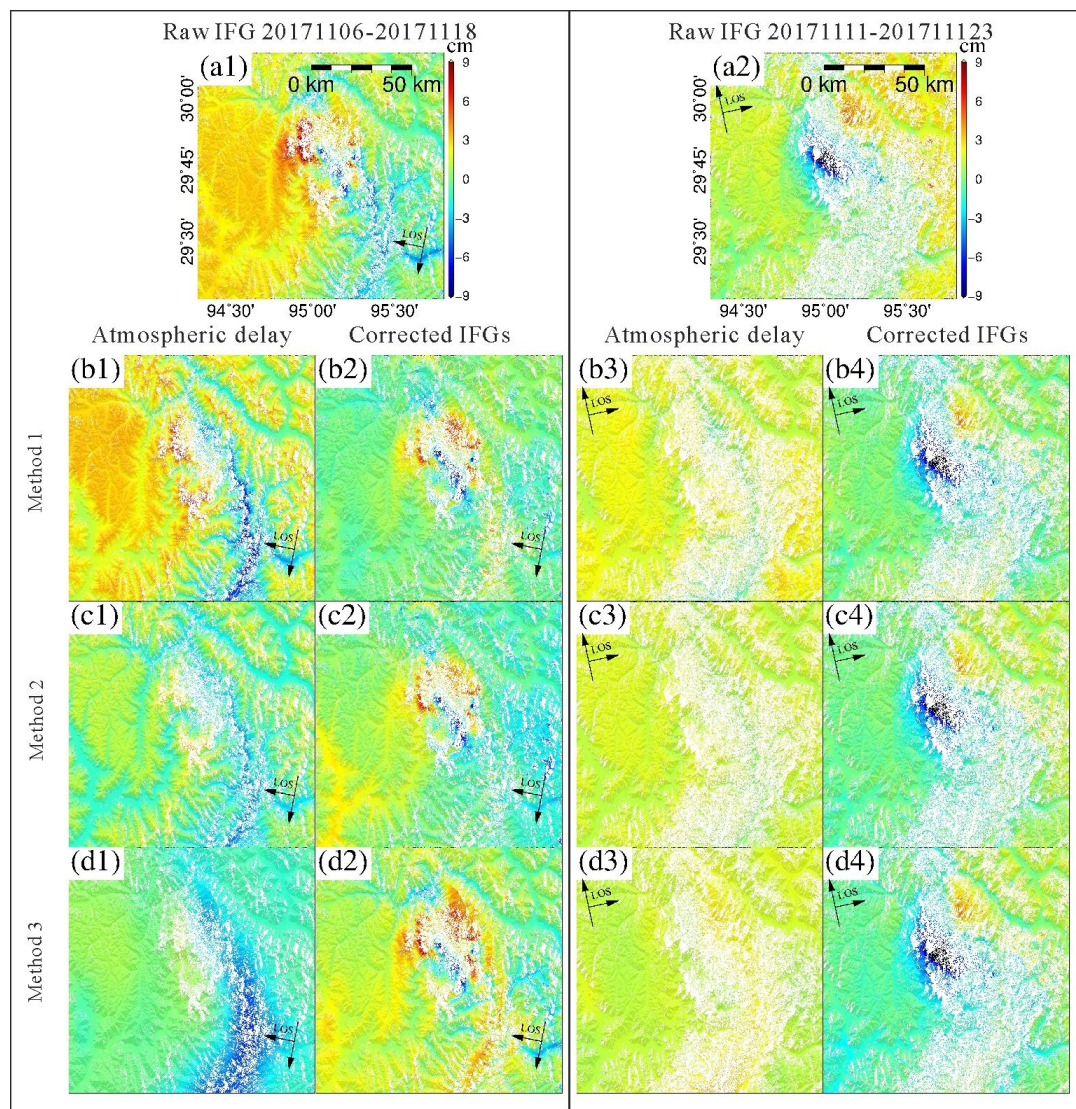 Raw IFG 20171106-20171118
Raw IFG 20171111-201711123
cm
cm
(a1)
0 km 50 km
9
6
3
0
−3
−6
−9
30°00'
29°45'
29°30'
94°30' 95°00' 95°30'
LOS
(a2)
0 km 50 km
9
6
3
0
−3
−6
−9
30°00'
29°45'
29°30'
94°30' 95°00' 95°30'
LOS
Atmospheric delay
Corrected IFGs
Atmospheric delay
Corrected IFGs
Method 1
(b1)
LOS
(b2)
LOS
(b3)
LOS
(b4)
LOS
Method 2
(c1)
LOS
(c2)
LOS
(c3)
LOS
(c4)
LOS
Method 3
(d1)
LOS
(d2)
LOS
(d3)
LOS
(d4)
LOS